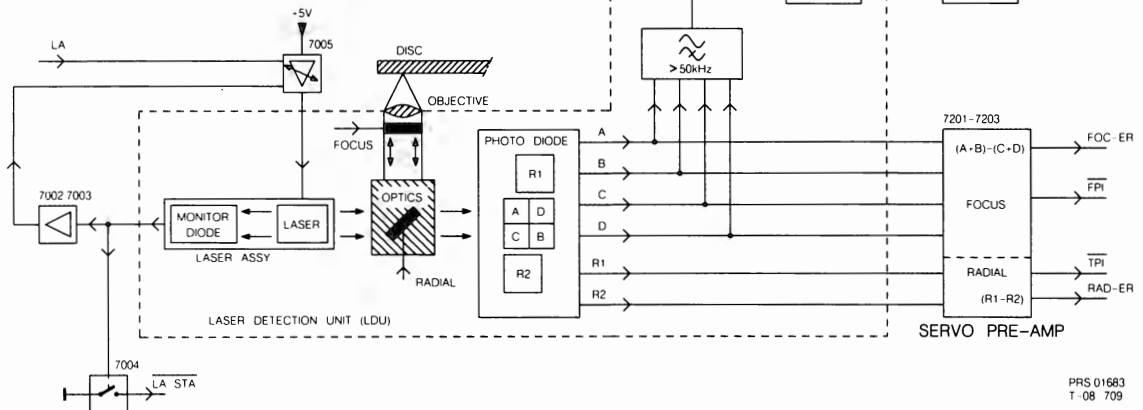 -5V
7005
LA
DISC
>50kHz
OBJECTIVE
FOCUS
PHOTO DIODE
A
B
C
D
R1
R2
R1
A D
C B
R2
7201-7203
(A+B)-(C+D)
FOCUS
RADIAL
(R1-R2)
FOC-ER
FPI
TPI
RAD-ER
SERVO PRE-AMP
7002 7003
MONITOR
DIODE
LASER
LASER ASSY
OPTICS
RADIAL
LASER DETECTION UNIT (LDU)
7004
LA STA
PRS 01683
T-08 709